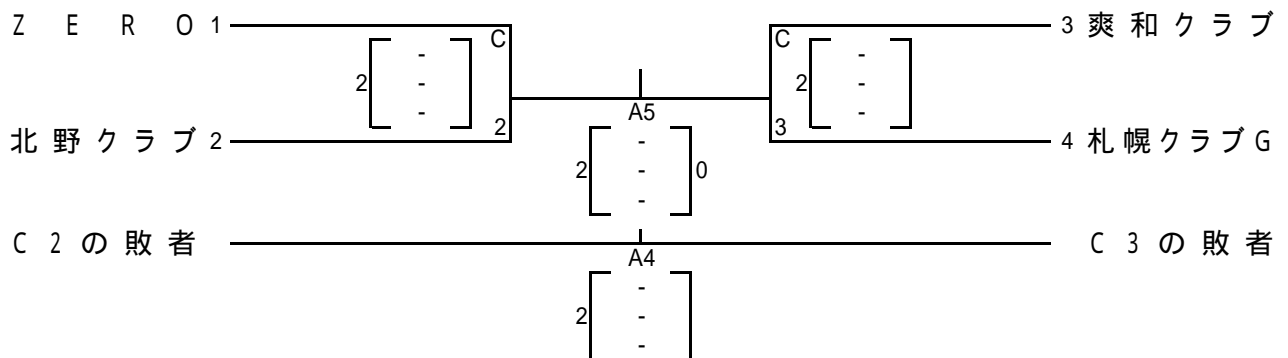 ＺＥＲＯ 1 C 3 爽和クラブ
2 - - - C 2 - - -
2 A5 3
北野クラブ 2 4 札幌クラブG
2 - - - 0
C2の敗者 C3の敗者
A4
2 - - -